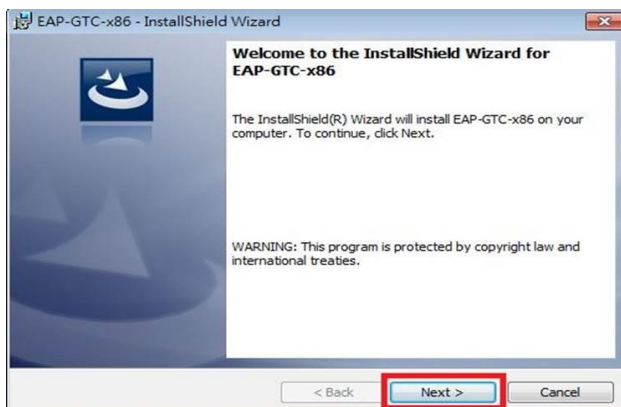 EAP-GTC-x86 - InstallShield Wizard
Welcome to the InstallShield Wizard for
EAP-GTC-x86
The InstallShield(R) Wizard will install EAP-GTC-x86 on your
computer. To continue, click Next.
WARNING: This program is protected by copyright law and
international treaties.
< Back Next > Cancel